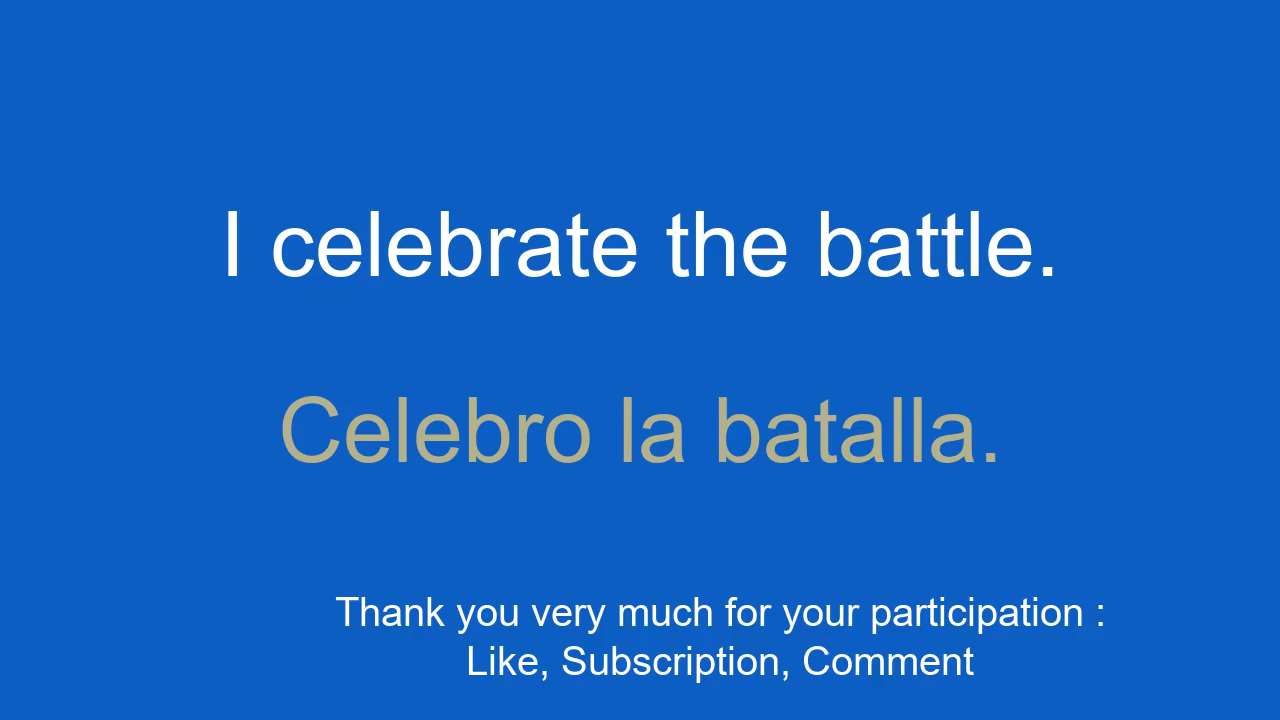 I celebrate the battle.
Celebro la batalla.
Thank you very much for your participation :
Like, Subscription, Comment